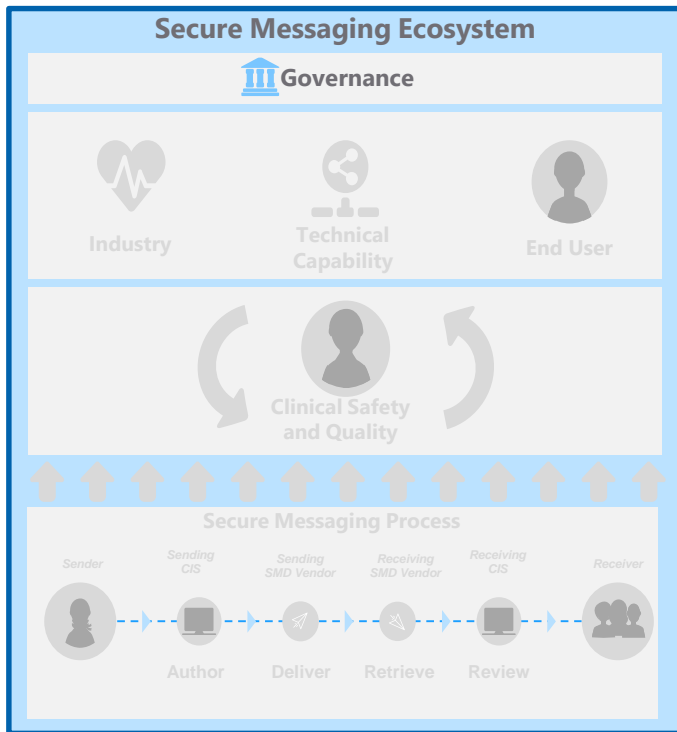 Secure Messaging Ecosystem
Governance
Industry
Technical
Capability
End User
Clinical Safety
and Quality
Secure Messaging Process
Sender
Sending
CIS
Sending
SMD Vendor
Receiving
SMD Vendor
Receiving
CIS
Receiver
Author
Deliver
Retrieve
Review